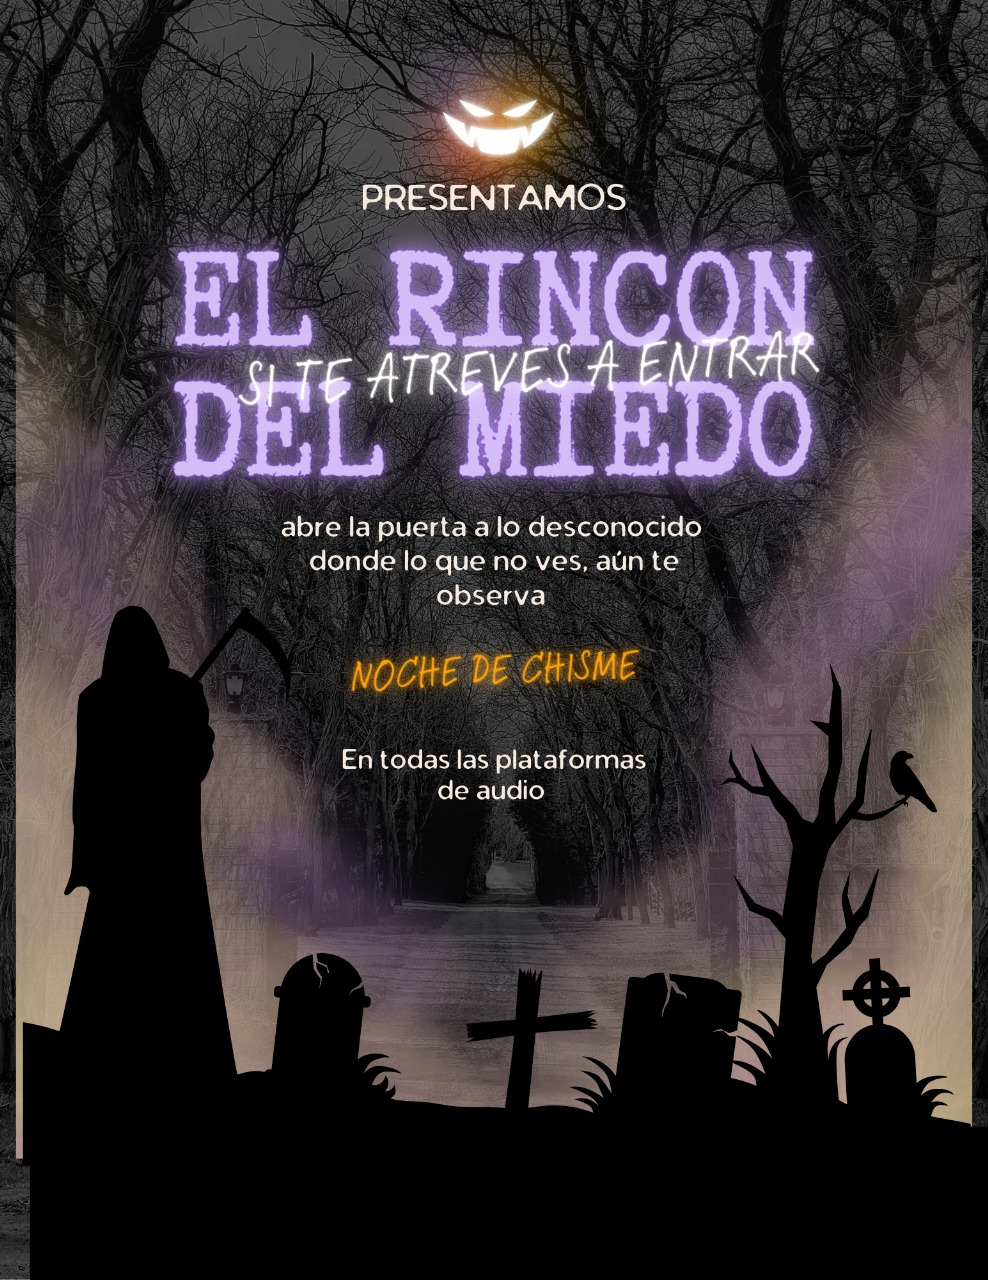 PRESENTAMOS
EL RINCON
SI TE ATREVES A ENTRAR
DEL MIEDO
abre la puerta a lo desconocido
donde lo que no ves, aún te
observa
NOCHE DE CHISME
En todas las plataformas
de audio